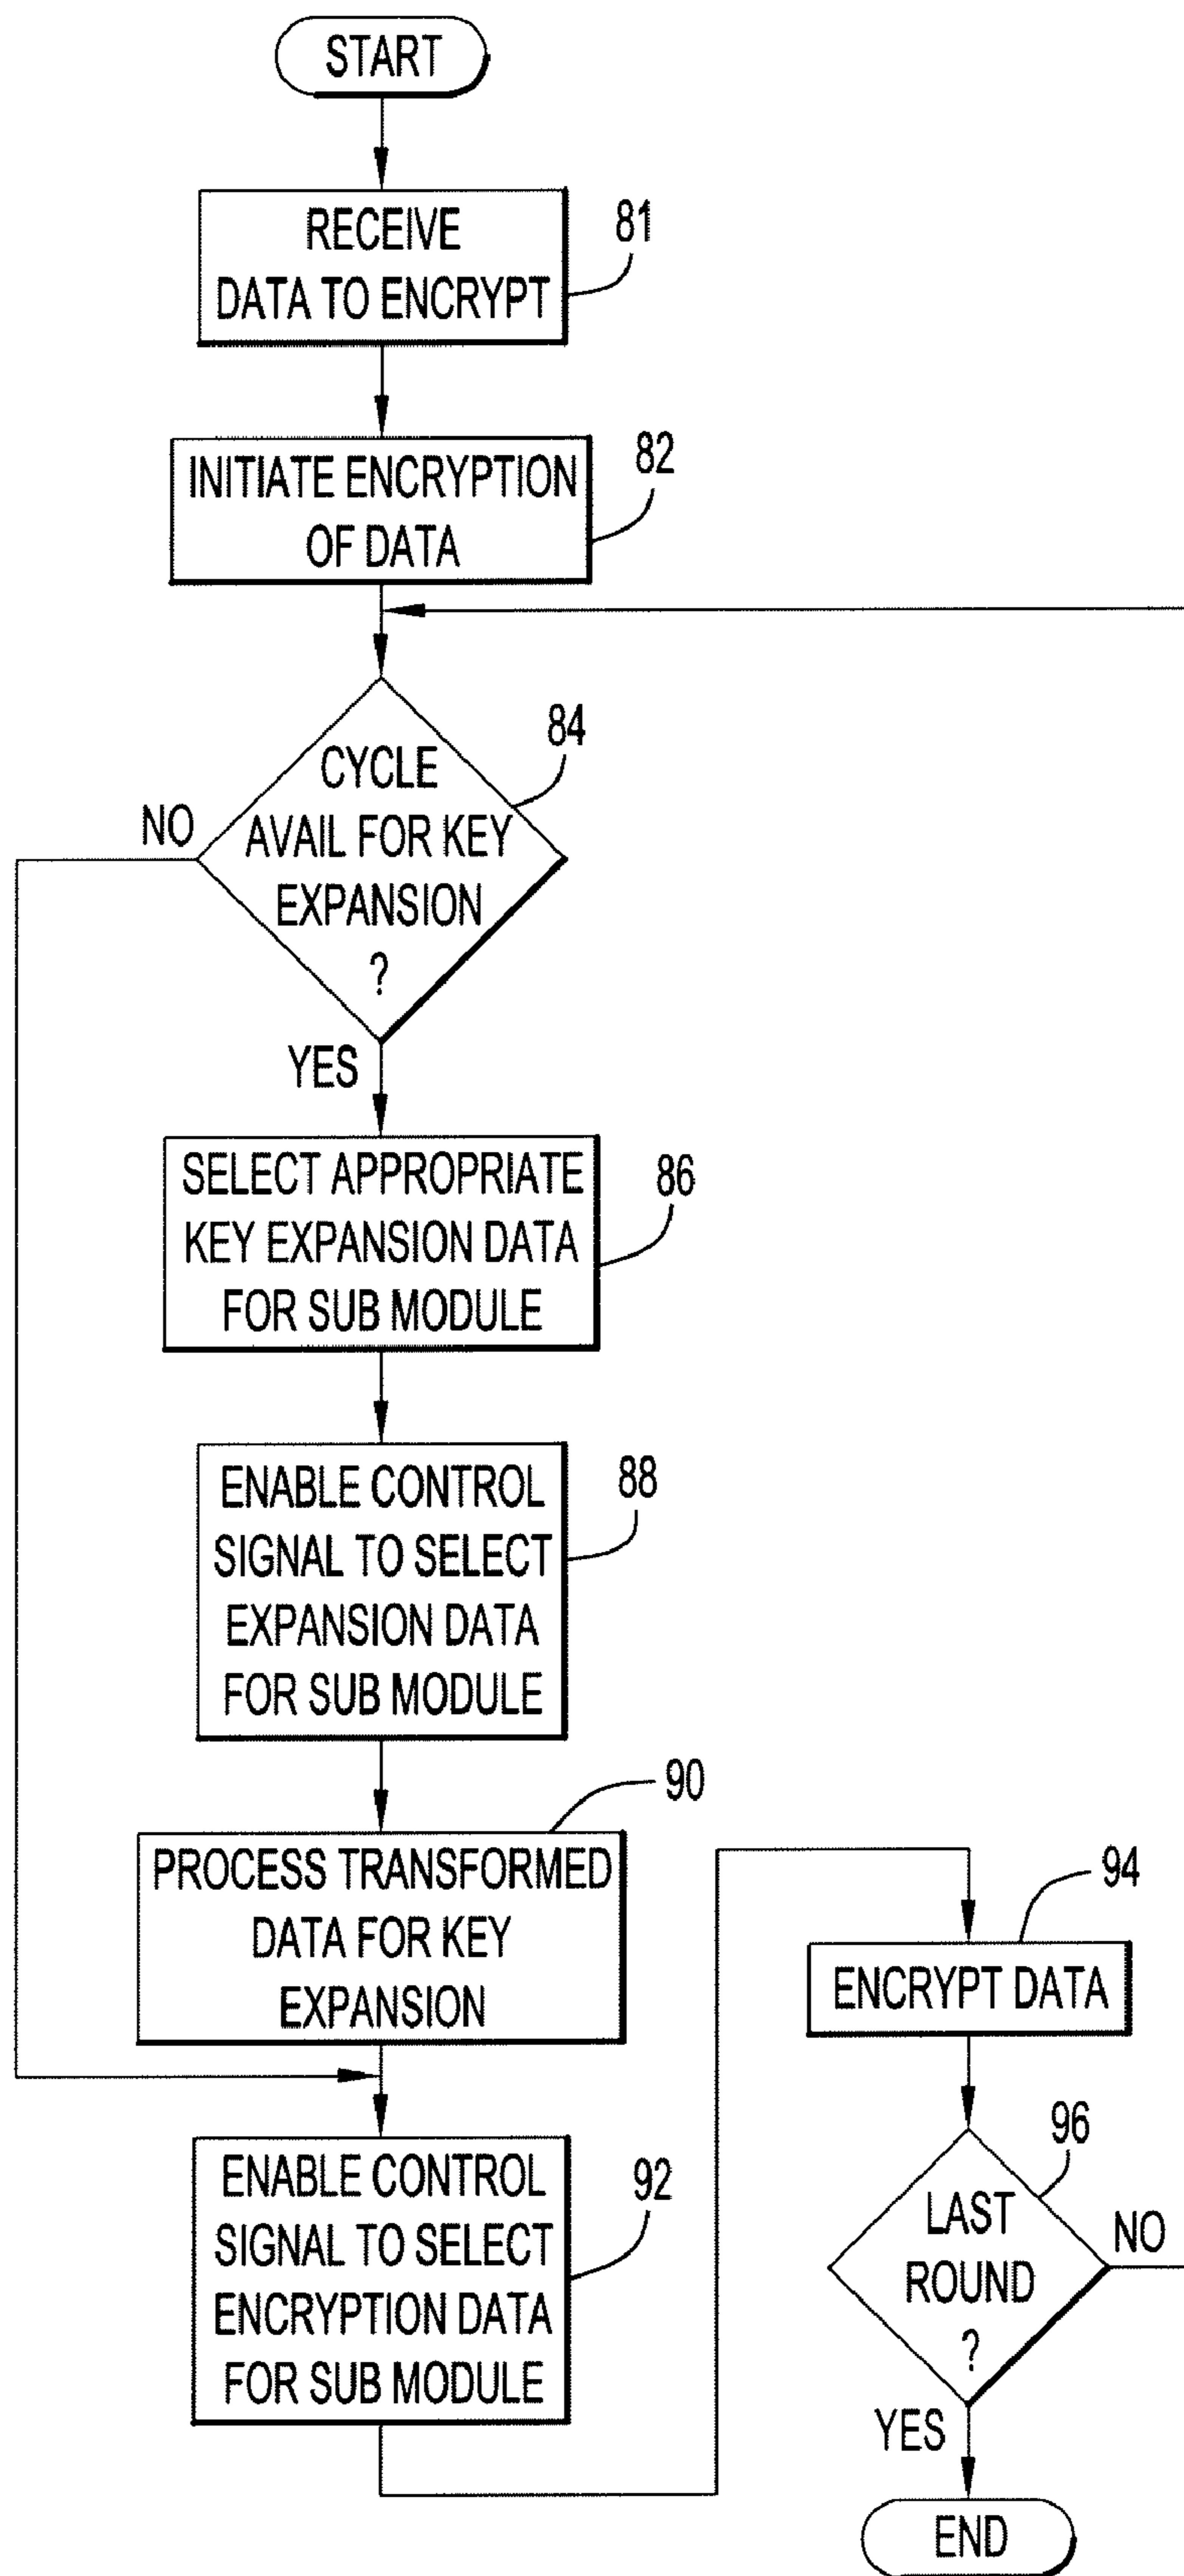 START
RECEIVE
DATA TO ENCRYPT
81
INITIATE ENCRYPTION
OF DATA
82
CYCLE
AVAIL FOR KEY
EXPANSION
?
84
NO
YES
SELECT APPROPRIATE
KEY EXPANSION DATA
FOR SUB MODULE
86
ENABLE CONTROL
SIGNAL TO SELECT
EXPANSION DATA
FOR SUB MODULE
88
PROCESS TRANSFORMED
DATA FOR KEY
EXPANSION
90
ENABLE CONTROL
SIGNAL TO SELECT
ENCRYPTION DATA
FOR SUB MODULE
92
ENCRYPT DATA
94
LAST
ROUND
?
96
NO
YES
END